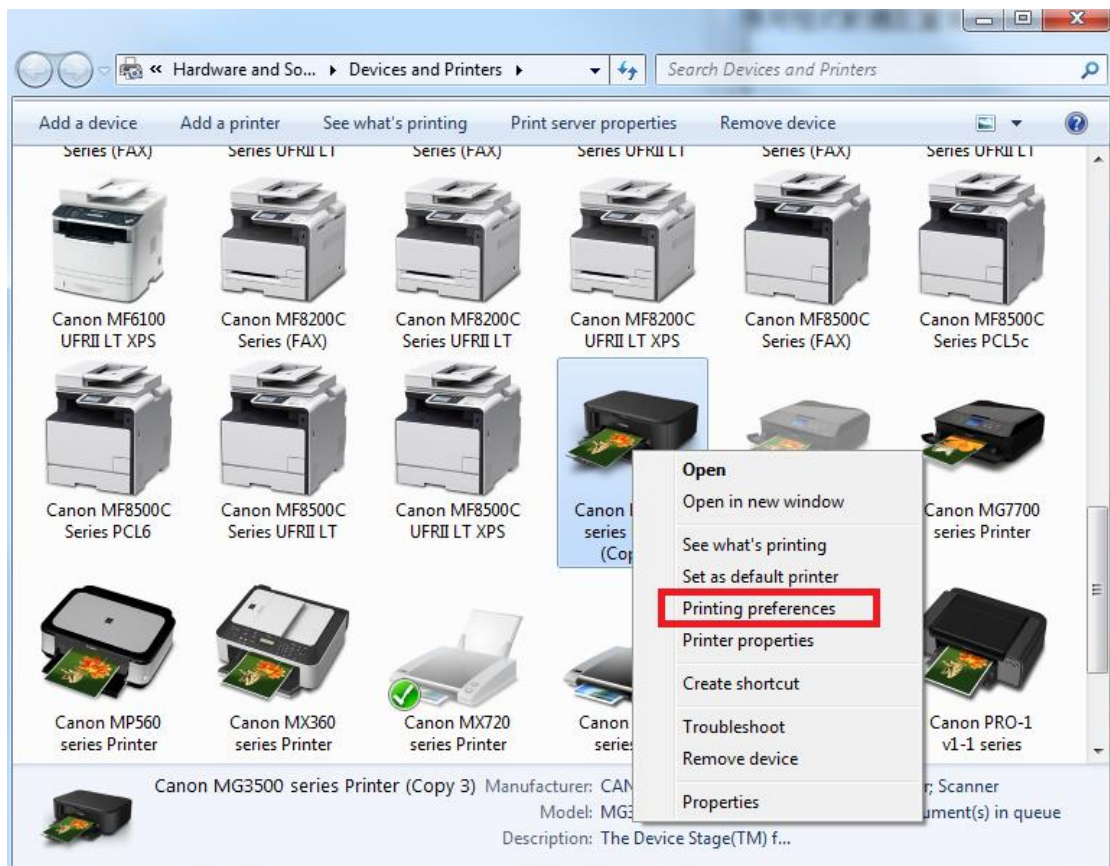 « Hardware and So... ▸ Devices and Printers ▸
Search Devices and Printers
Add a device Add a printer See what's printing Print server properties Remove device
Series (FAX) Series UFRII LT Series (FAX) Series UFRII LT Series (FAX) Series UFRII LT
Canon MF6100 Canon MF8200C Canon MF8200C Canon MF8200C Canon MF8500C Canon MF8500C
UFRII LT XPS Series (FAX) Series UFRII LT UFRII LT XPS Series (FAX) Series PCL5c
Canon MF8500C Canon MF8500C Canon MF8500C Canon Canon MG7700
Series PCL6 Series UFRII LT UFRII LT XPS series series Printer
Open
Open in new window
See what's printing
Set as default printer
Printing preferences
Printer properties
Create shortcut
Troubleshoot
Remove device
Properties
Canon MP560 Canon MX360 Canon MX720 Canon Canon PRO-1
series Printer series Printer series Printer v1-1 series
Canon MG3500 series Printer (Copy 3) Manufacturer: Scanner
Model: in queue
Description: The Device Stage(TM) f...